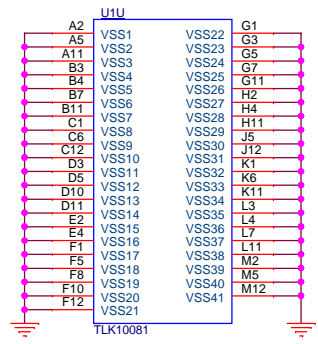 U1U
A2 VSS1 VSS22 G1
A5 VSS2 VSS23 G3
A11 VSS3 VSS24 G5
B3 VSS4 VSS25 G7
B4 VSS5 VSS26 G11
B7 VSS6 VSS27 H2
B11 VSS7 VSS28 H4
C1 VSS8 VSS29 H11
C6 VSS9 VSS30 J5
C12 VSS10 VSS31 J12
D3 VSS11 VSS32 K1
D5 VSS12 VSS33 K6
D10 VSS13 VSS34 K11
D11 VSS14 VSS35 L3
E2 VSS15 VSS36 L4
E4 VSS16 VSS37 L7
F1 VSS17 VSS38 L11
F5 VSS18 VSS39 M2
F8 VSS19 VSS40 M5
F10 VSS20 VSS41 M12
F12 VSS21
TLK10081